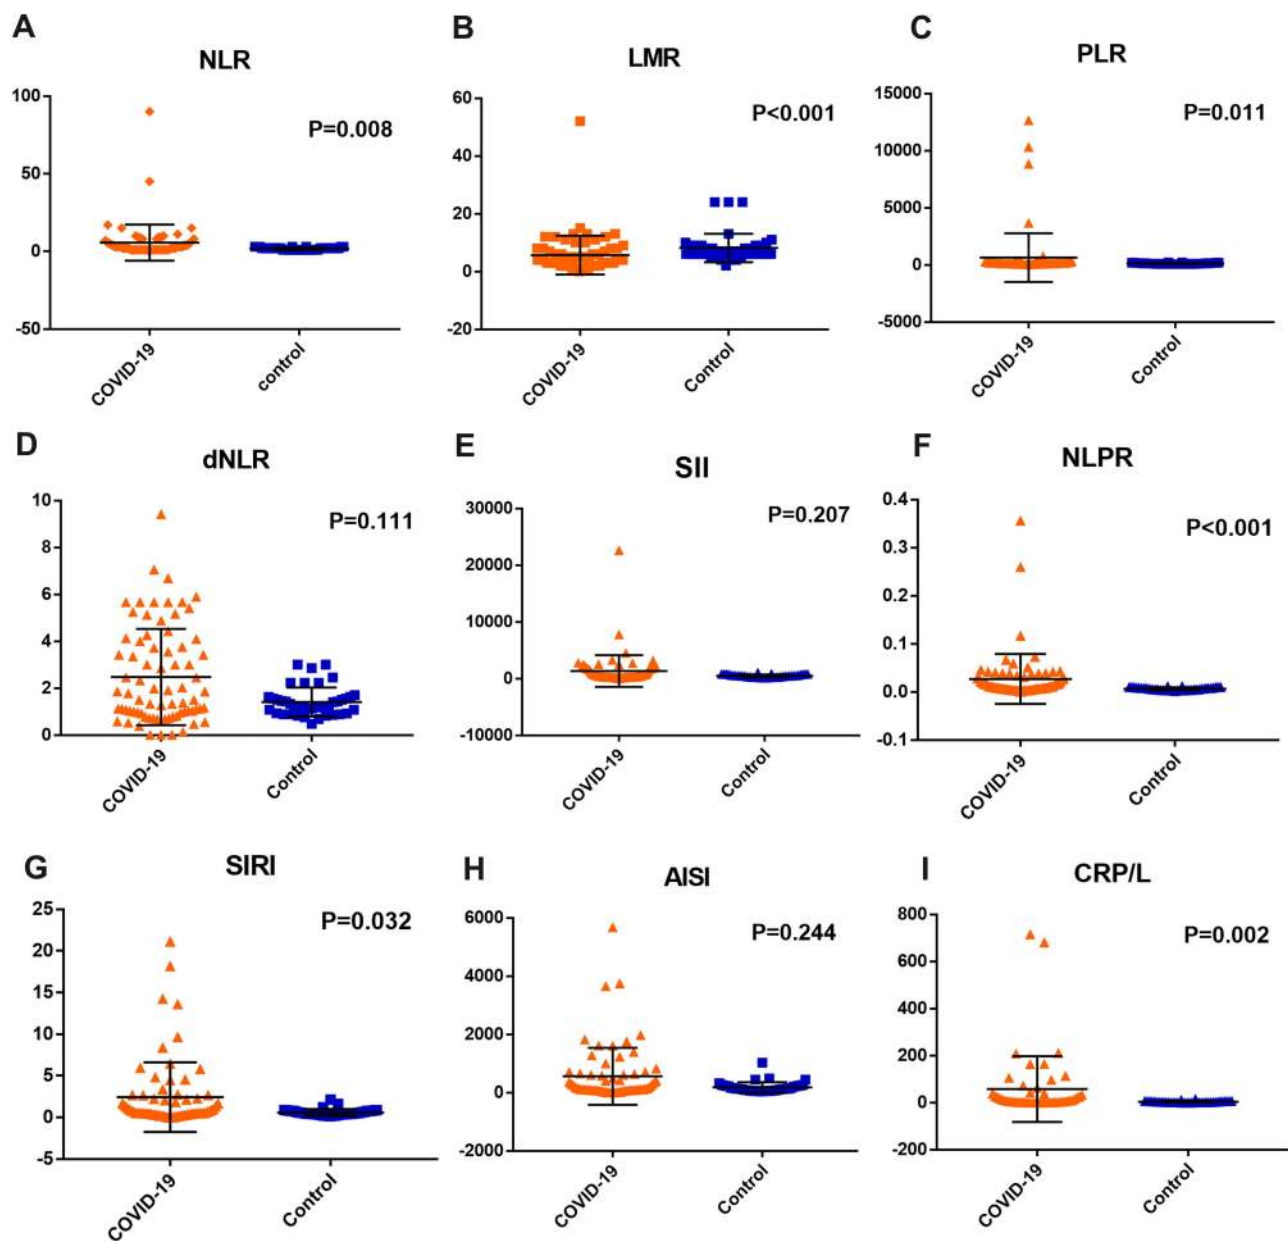 A
NLR
P=0.008
100
50
0
-50
COVID-19
control
B
LMR
P<0.001
60
40
20
0
-20
COVID-19
Control
C
PLR
P=0.011
15000
10000
5000
0
-5000
COVID-19
Control
D
dNLR
P=0.111
10
8
6
4
2
0
COVID-19
Control
E
SII
P=0.207
30000
20000
10000
0
-10000
COVID-19
Control
F
NLPR
P<0.001
0.4
0.3
0.2
0.1
0.0
-0.1
COVID-19
Control
G
SIRI
P=0.032
25
20
15
10
5
0
-5
COVID-19
Control
H
AISI
P=0.244
6000
4000
2000
0
-2000
COVID-19
Control
I
CRP/L
P=0.002
800
600
400
200
0
-200
COVID-19
Control